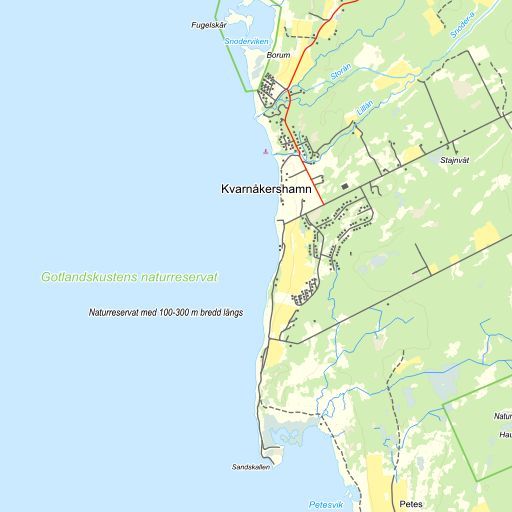 Fugelskär
Snoder-å
Snoderviken
Borum
Storån
Lillån
Stajnvät
Kvarnåkershamn
Gotlandskustens naturreservat
Naturreservat med 100-300 m bredd längs
Natur
Hau
Sandskallen
Petesvik
Petes